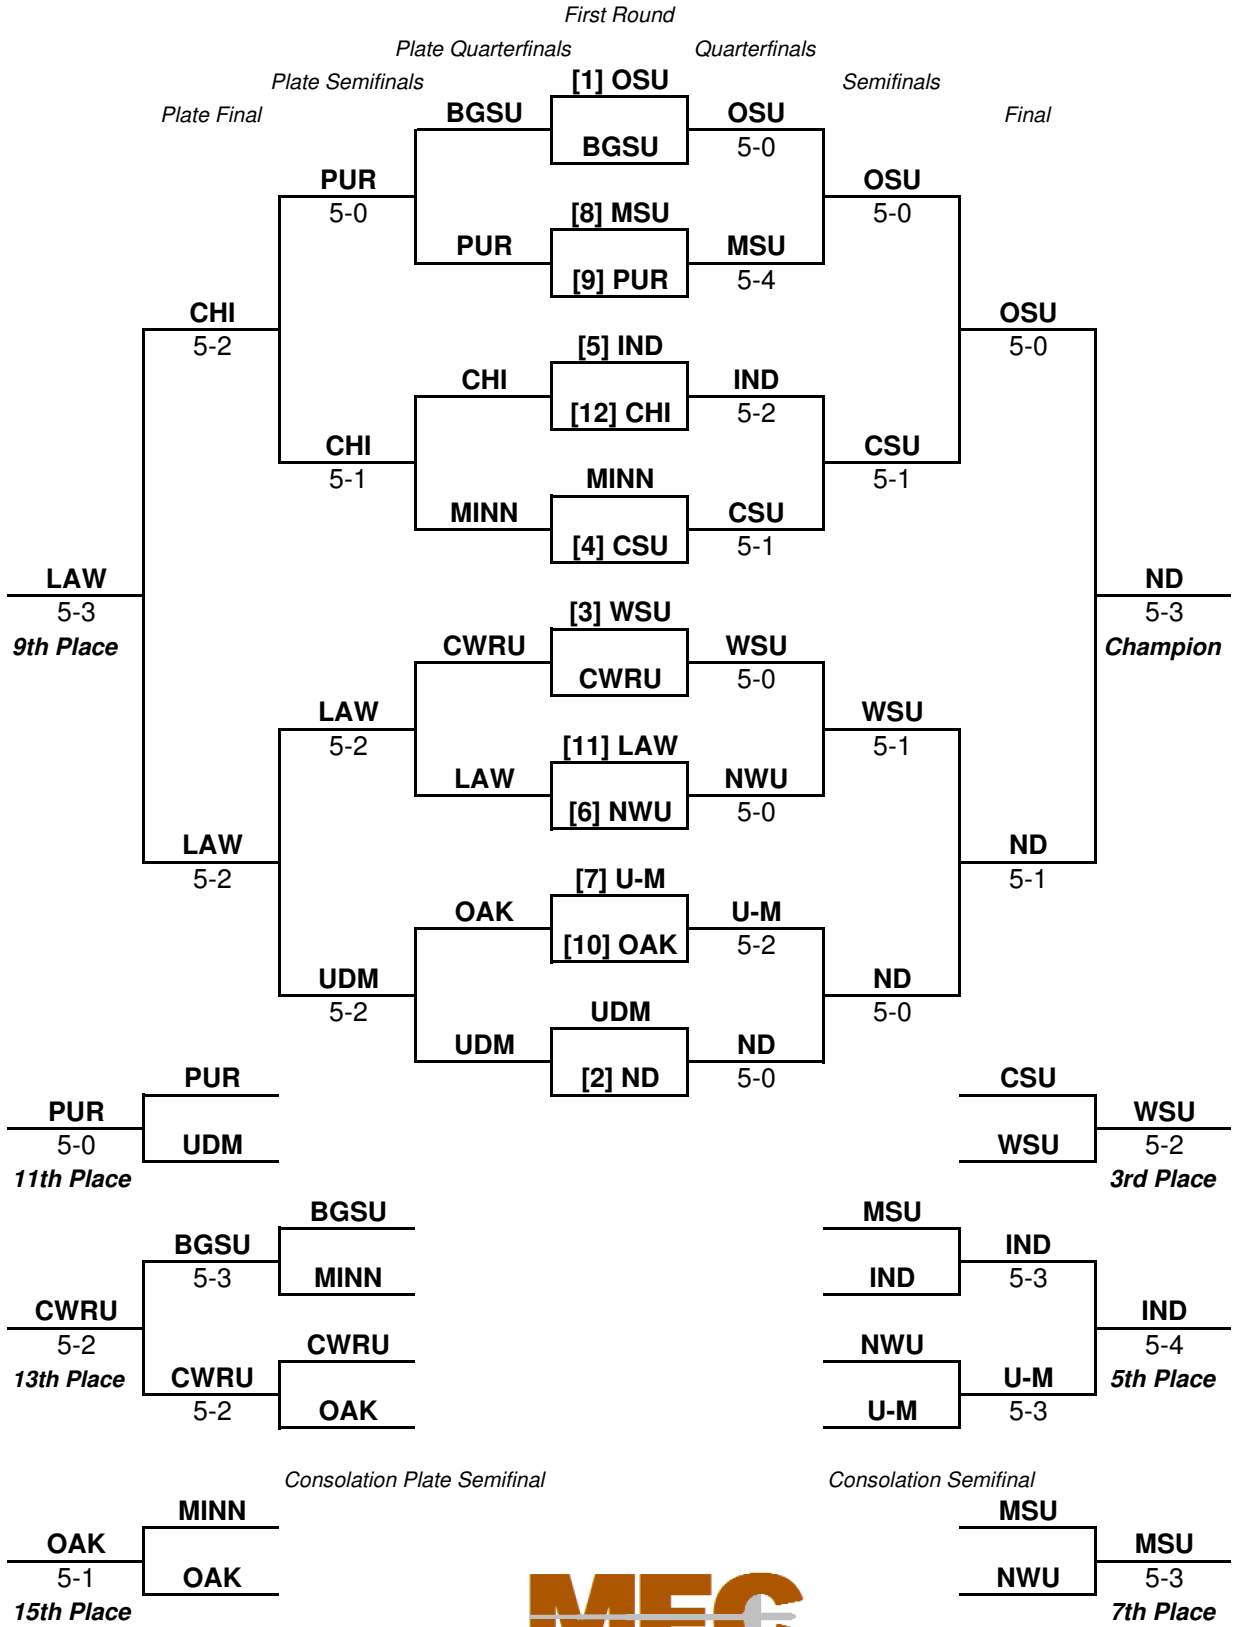 First Round
Plate Quarterfinals Quarterfinals
Plate Semifinals [1] OSU Semifinals
Plate Final BGSU OSU Final
BGSU 5-0
PUR OSU
5-0 [8] MSU 5-0
PUR MSU
[9] PUR 5-4
CHI OSU
5-2 [5] IND 5-0
CHI IND
[12] CHI 5-2
CHI CSU
5-1 MINN 5-1
MINN CSU
[4] CSU 5-1
LAW ND
5-3 [3] WSU 5-3
9th Place CWRU WSU Champion
CWRU 5-0
LAW WSU
5-2 [11] LAW 5-1
LAW NWU
[6] NWU 5-0
LAW ND
5-2 [7] U-M 5-1
OAK U-M
[10] OAK 5-2
UDM ND
5-2 UDM 5-0
UDM ND
PUR [2] ND 5-0 CSU
PUR WSU
5-0 UDM WSU 5-2
11th Place 3rd Place
BGSU MSU
BGSU IND
5-3 MINN IND 5-3
CWRU IND
5-2 CWRU NWU 5-4
13th Place CWRU U-M 5th Place
5-2 OAK U-M 5-3
Consolation Plate Semifinal Consolation Semifinal
MINN MSU
OAK MSU
5-1 OAK NWU 5-3
15th Place 7th Place
MFC